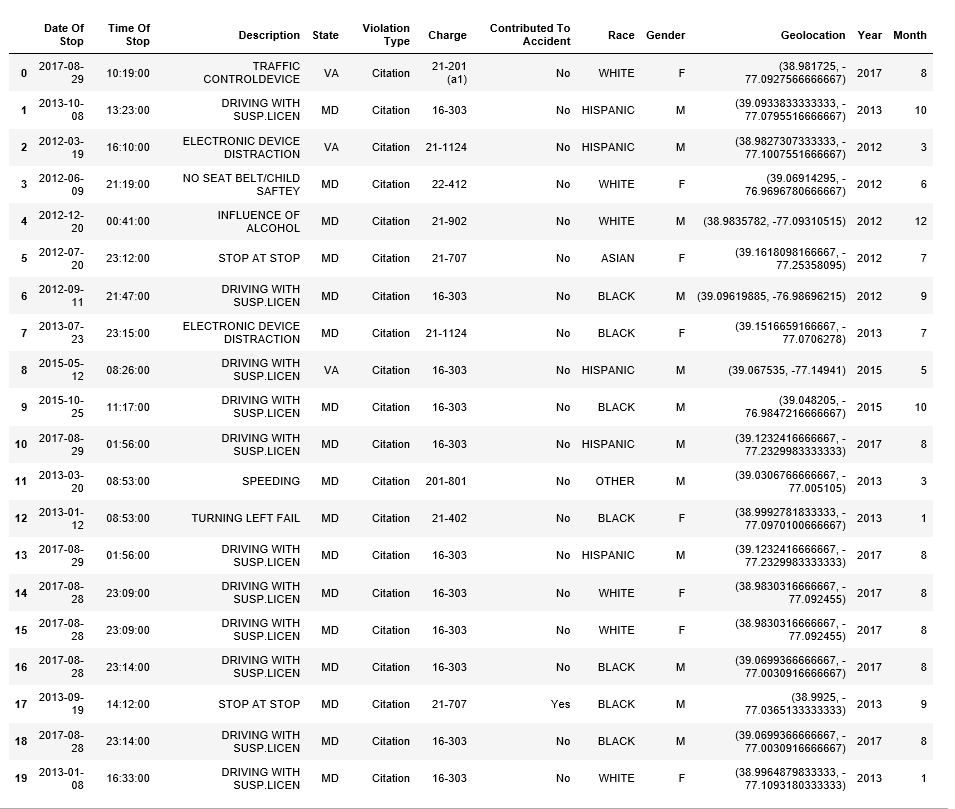 Date Of Stop Time Of Stop Description State Violation Type Charge Contributed To Accident Race Gender Geolocation Year Month
0 2017-08-29 10:19:00 TRAFFIC CONTROLDEVICE VA Citation 21-201 (a1) No WHITE F (38.981725, -77.0927566666667) 2017 8
1 2013-10-08 13:23:00 DRIVING WITH SUSP.LICEN MD Citation 16-303 No HISPANIC M (39.0933833333333, -77.0795516666667) 2013 10
2 2012-03-19 16:10:00 ELECTRONIC DEVICE DISTRACTION VA Citation 21-1124 No HISPANIC M (38.9827307333333, -77.1007551666667) 2012 3
3 2012-06-09 21:19:00 NO SEAT BELT/CHILD SAFTEY MD Citation 22-412 No WHITE F (39.06914295, -76.9696780666667) 2012 6
4 2012-12-20 00:41:00 INFLUENCE OF ALCOHOL MD Citation 21-902 No WHITE M (38.9835782, -77.09310515) 2012 12
5 2012-07-20 23:12:00 STOP AT STOP MD Citation 21-707 No ASIAN F (39.1618098166667, -77.25358095) 2012 7
6 2012-09-11 21:47:00 DRIVING WITH SUSP.LICEN MD Citation 16-303 No BLACK M (39.09619885, -76.98696215) 2012 9
7 2013-07-23 23:15:00 ELECTRONIC DEVICE DISTRACTION MD Citation 21-1124 No BLACK F (39.1516659166667, -77.0706278) 2013 7
8 2015-05-12 08:26:00 DRIVING WITH SUSP.LICEN VA Citation 16-303 No HISPANIC M (39.067535, -77.14941) 2015 5
9 2015-10-25 11:17:00 DRIVING WITH SUSP.LICEN MD Citation 16-303 No BLACK M (39.048205, -76.9847216666667) 2015 10
10 2017-08-29 01:56:00 DRIVING WITH SUSP.LICEN MD Citation 16-303 No HISPANIC M (39.1232416666667, -77.2329983333333) 2017 8
11 2013-03-20 08:53:00 SPEEDING MD Citation 201-801 No OTHER M (39.0306766666667, -77.005105) 2013 3
12 2013-01-12 08:53:00 TURNING LEFT FAIL MD Citation 21-402 No BLACK F (38.9992781833333, -77.0970100666667) 2013 1
13 2017-08-29 01:56:00 DRIVING WITH SUSP.LICEN MD Citation 16-303 No HISPANIC M (39.1232416666667, -77.2329983333333) 2017 8
14 2017-08-28 23:09:00 DRIVING WITH SUSP.LICEN MD Citation 16-303 No WHITE F (38.9830316666667, -77.092455) 2017 8
15 2017-08-28 23:09:00 DRIVING WITH SUSP.LICEN MD Citation 16-303 No WHITE F (38.9830316666667, -77.092455) 2017 8
16 2017-08-28 23:14:00 DRIVING WITH SUSP.LICEN MD Citation 16-303 No BLACK M (39.0699366666667, -77.0030916666667) 2017 8
17 2013-09-19 14:12:00 STOP AT STOP MD Citation 21-707 Yes BLACK M (38.9925, -77.0365133333333) 2013 9
18 2017-08-28 23:14:00 DRIVING WITH SUSP.LICEN MD Citation 16-303 No BLACK M (39.0699366666667, -77.0030916666667) 2017 8
19 2013-01-08 16:33:00 DRIVING WITH SUSP.LICEN MD Citation 16-303 No WHITE F (38.9964879833333, -77.1093180333333) 2013 1